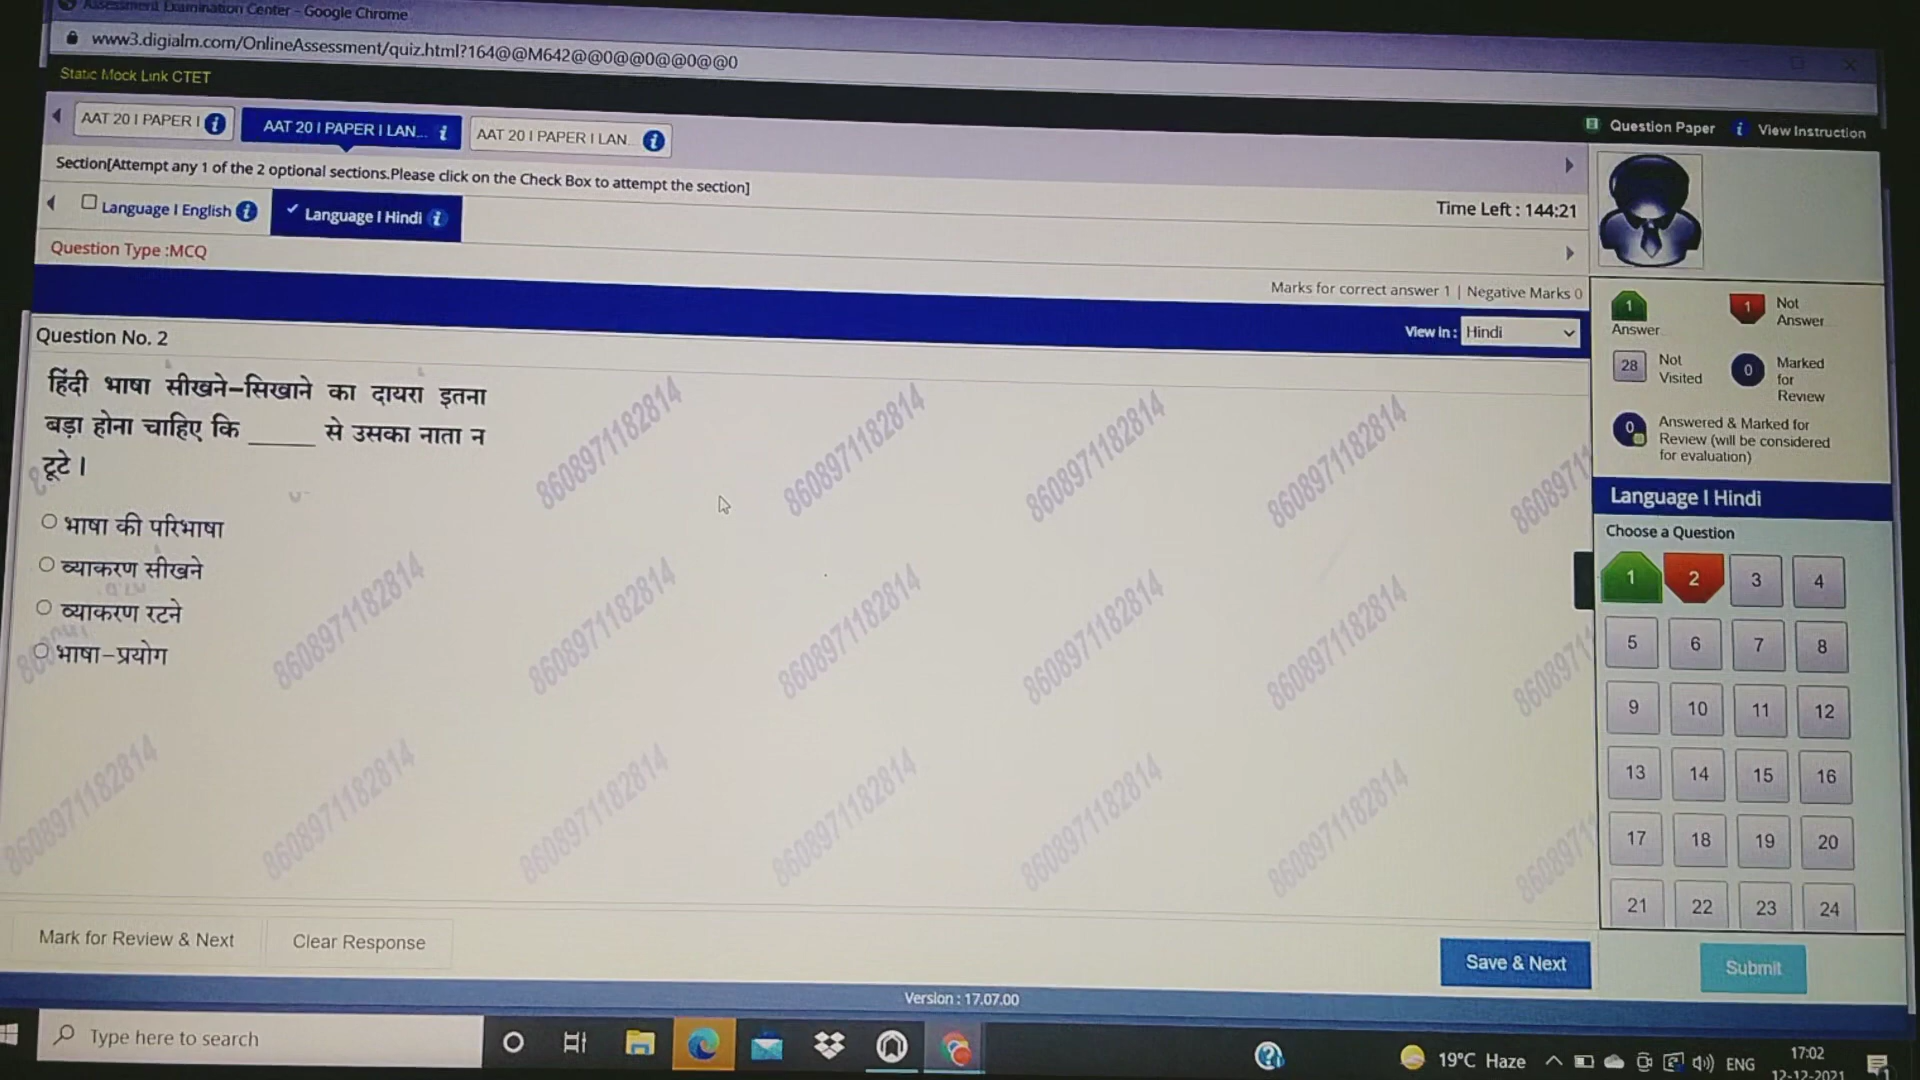 Assessment Examination Center - Google Chrome
www3.digialm.com/OnlineAssessment/quiz.html?164@@M642@@0@@0@@0@@0
Static Mock Link CTET
AAT 20 I PAPER I
AAT 20 I PAPER I LAN...
AAT 20 I PAPER I LAN
Question Paper
View Instruction
Section[Attempt any 1 of the 2 optional sections.Please click on the Check Box to attempt the section]
Language I English
Language I Hindi
Time Left : 144:21
Question Type :MCQ
Marks for correct answer 1 | Negative Marks 0
View in : Hindi
Question No. 2
हिंदी भाषा सीखने-सिखाने का दायरा इतना
बड़ा होना चाहिए कि _____ से उसका नाता न
टूटे ।
भाषा की परिभाषा
व्याकरण सीखने
व्याकरण रटने
भाषा-प्रयोग
8608971182814
1
Answer
1
Not
Answer
28
Not
Visited
0
Marked
for
Review
0
Answered & Marked for
Review (will be considered
for evaluation)
Language I Hindi
Choose a Question
1 2 3 4
5 6 7 8
9 10 11 12
13 14 15 16
17 18 19 20
21 22 23 24
Mark for Review & Next
Clear Response
Save & Next
Submit
Version : 17.07.00
Type here to search
19°C Haze
ENG
17:02
12-12-2021